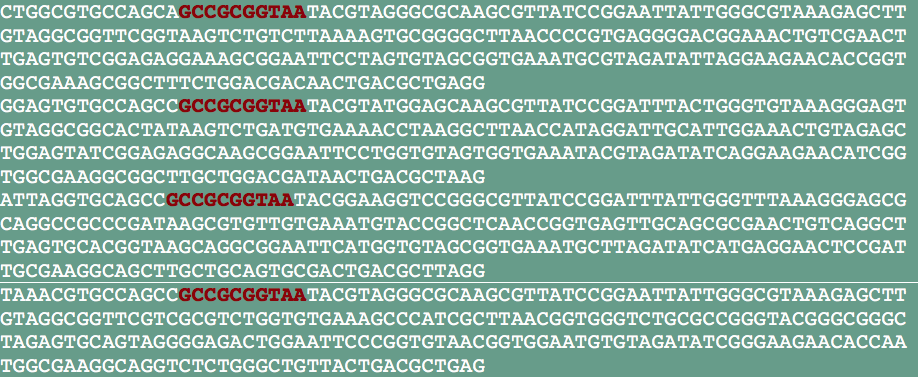 CTGGCGTGCCAGCAGCCGCGGTAATACGTAGGGCGCAAGCGTTATCCGGAATTATTGGGCGTAAAGAGCTT
GTAGGCGGTTCGGTAAGTCTGTCTTAAAAGTGCGGGGCTTAACCCCGTGAGGGGACGGAAACTGTCGAACT
TGAGTGTCGGAGAGGAAAGCGGAATTCCTAGTGTAGCGGTGAAATGCGTAGATATTAGGAAGAACACCGGT
GGCGAAAGCGGCTTTCTGGACGACAACTGACGCTGAGG
GGAGTGTGCCAGCCGCCGCGGTAATACGTATGGAGCAAGCGTTATCCGGATTTACTGGGTGTAAAGGGAGT
GTAGGCGGCACTATAAGTCTGATGTGAAAACCTAAGGCTTAACCATAGGATTGCATTGGAAACTGTAGAGC
TGGAGTATCGGAGAGGCAAGCGGAATTCCTGGTGTAGTGGTGAAATACGTAGATATCAGGAAGAACATCGG
TGGCGAAGGCGGCTTGCTGGACGATAACTGACGCTAAG
ATTAGGTGCAGCCGCCGCGGTAATACGGAAGGTCCGGGCGTTATCCGGATTTATTGGGTTTAAAGGGAGCG
CAGGCCGCCCGATAAGCGTGTTGTGAAATGTACCGGCTCAACCGGTGAGTTGCAGCGCGAACTGTCAGGCT
TGAGTGCACGGTAAGCAGGCGGAATTCATGGTGTAGCGGTGAAATGCTTAGATATCATGAGGAACTCCGAT
TGCGAAGGCAGCTTGCTGCAGTGCGACTGACGCTTAGG
TAAACGTGCCAGCCGCCGCGGTAATACGTAGGGCGCAAGCGTTATCCGGAATTATTGGGCGTAAAGAGCTT
GTAGGCGGTTCGTCGCGTCTGGTGTGAAAGCCCATCGCTTAACGGTGGGTCTGCGCCGGGTACGGGCGGGC
TAGAGTGCAGTAGGGGAGACTGGAATTCCCGGTGTAACGGTGGAATGTGTAGATATCGGGAAGAACACCAA
TGGCGAAGGCAGGTCTCTGGGCTGTTACTGACGCTGAG